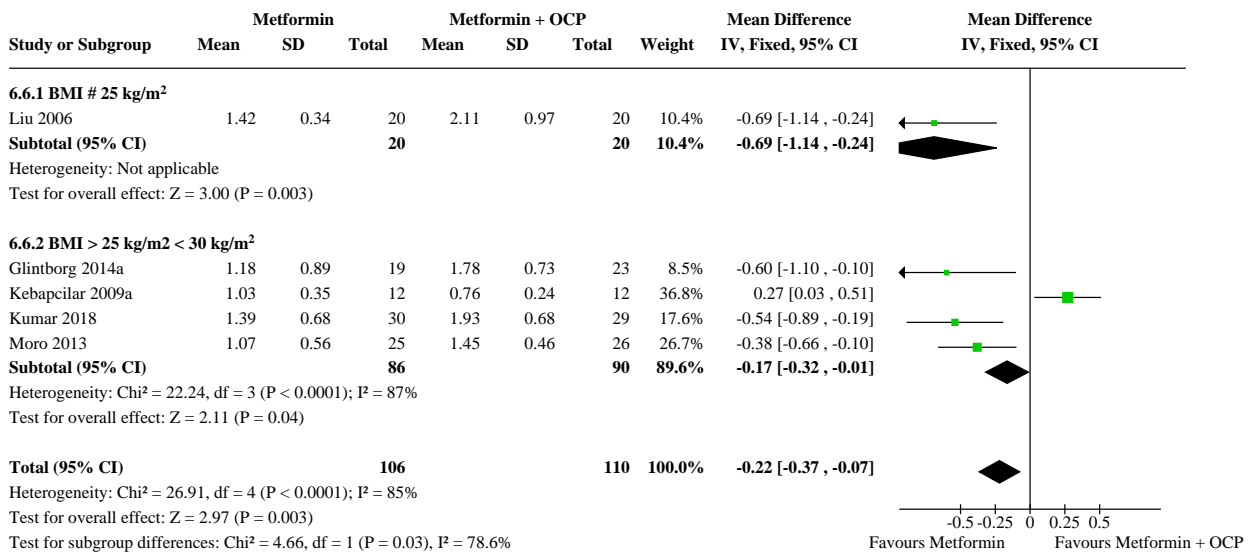 Metformin Metformin + OCP Mean Difference Mean Difference
Study or Subgroup Mean SD Total Mean SD Total Weight IV, Fixed, 95% CI IV, Fixed, 95% CI
6.6.1 BMI # 25 kg/m²
Liu 2006 1.42 0.34 20 2.11 0.97 20 10.4% -0.69 [-1.14 , -0.24]
Subtotal (95% CI) 20 20 10.4% -0.69 [-1.14 , -0.24]
Heterogeneity: Not applicable
Test for overall effect: Z = 3.00 (P = 0.003)
6.6.2 BMI > 25 kg/m2 < 30 kg/m²
Glintborg 2014a 1.18 0.89 19 1.78 0.73 23 8.5% -0.60 [-1.10 , -0.10]
Kebapcilar 2009a 1.03 0.35 12 0.76 0.24 12 36.8% 0.27 [0.03 , 0.51]
Kumar 2018 1.39 0.68 30 1.93 0.68 29 17.6% -0.54 [-0.89 , -0.19]
Moro 2013 1.07 0.56 25 1.45 0.46 26 26.7% -0.38 [-0.66 , -0.10]
Subtotal (95% CI) 86 90 89.6% -0.17 [-0.32 , -0.01]
Heterogeneity: Chi² = 22.24, df = 3 (P < 0.0001); I² = 87%
Test for overall effect: Z = 2.11 (P = 0.04)
Total (95% CI) 106 110 100.0% -0.22 [-0.37 , -0.07]
Heterogeneity: Chi² = 26.91, df = 4 (P < 0.0001); I² = 85%
Test for overall effect: Z = 2.97 (P = 0.003)
-0.5 -0.25 0 0.25 0.5
Test for subgroup differences: Chi² = 4.66, df = 1 (P = 0.03), I² = 78.6% Favours Metformin Favours Metformin + OCP